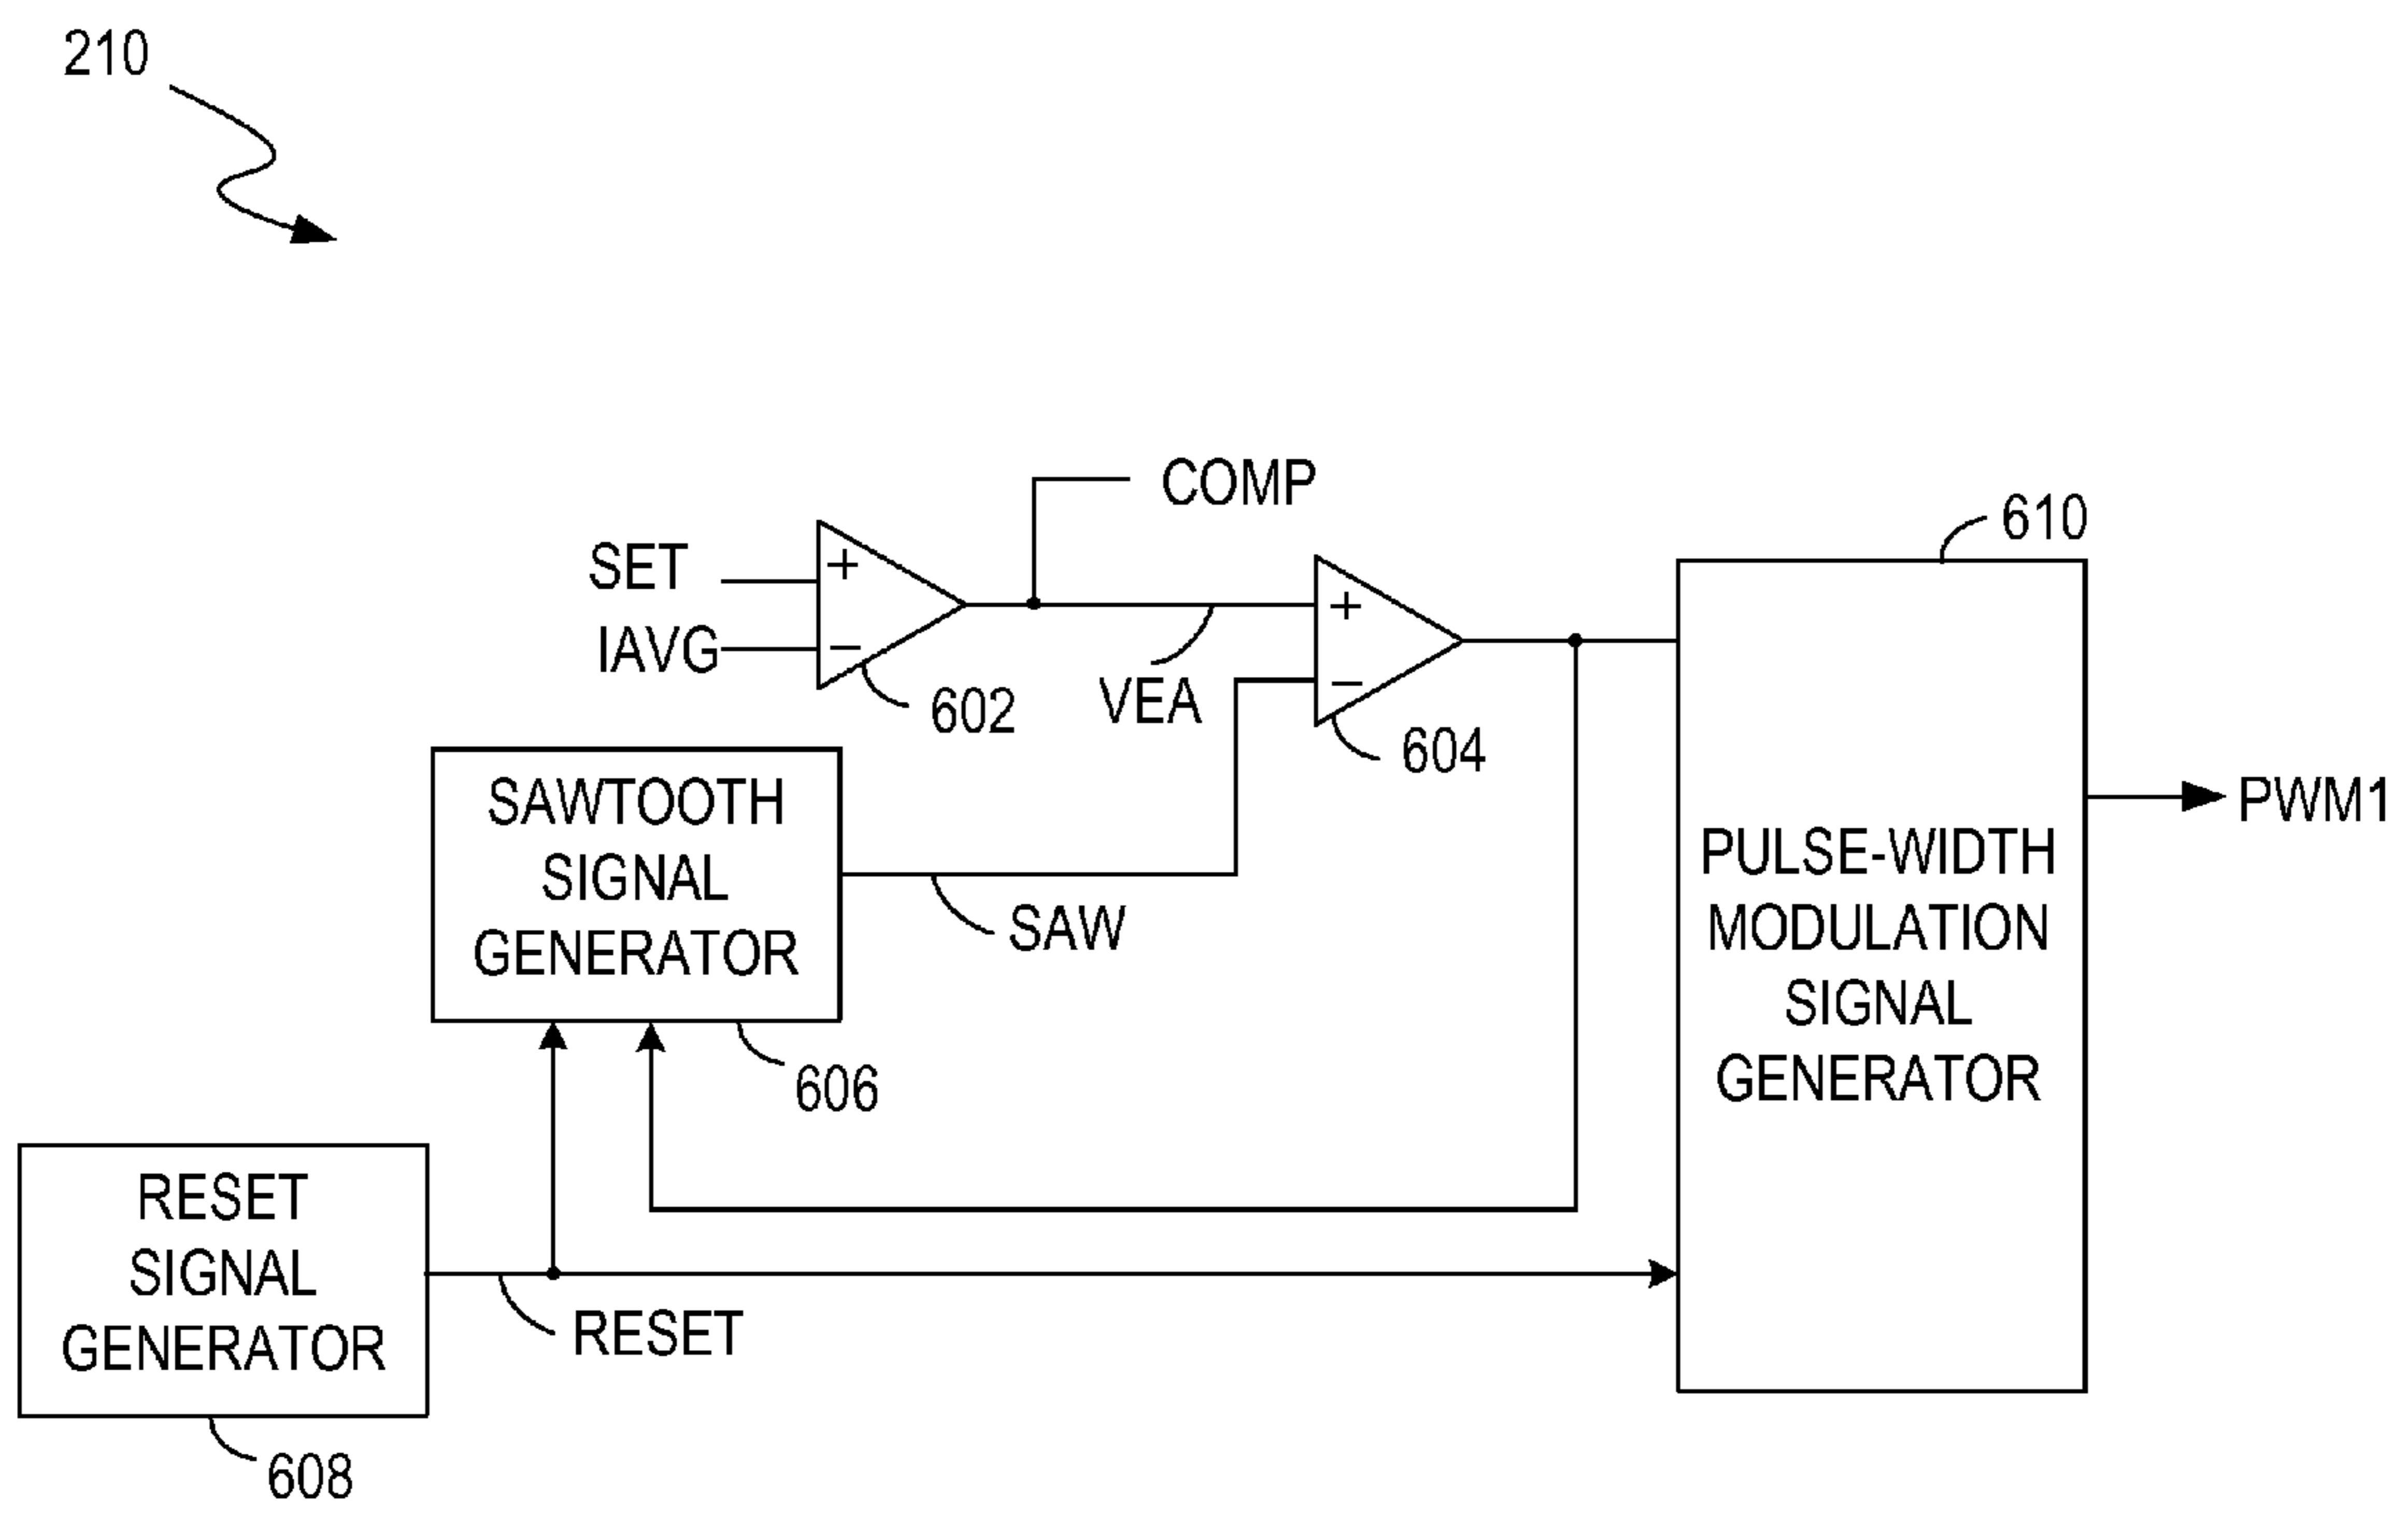 210
COMP
610
SET
+
+
IAVG
−
−
602
VEA
604
SAWTOOTH
SIGNAL
GENERATOR
SAW
606
PULSE-WIDTH
MODULATION
SIGNAL
GENERATOR
PWM1
RESET
SIGNAL
GENERATOR
RESET
608